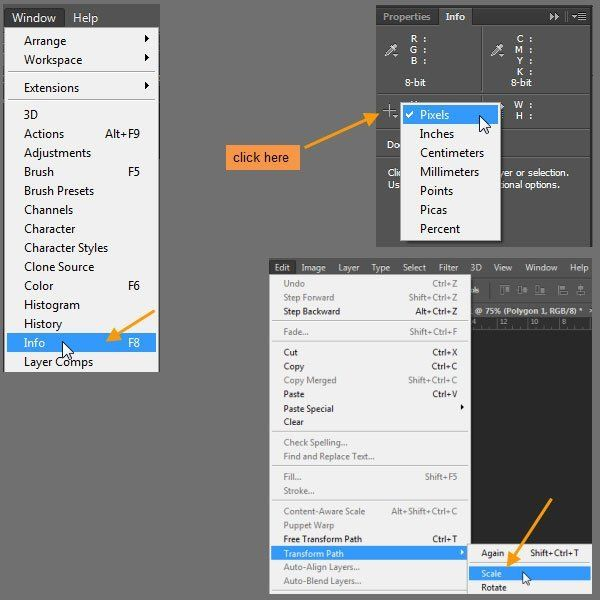 Window Help
Arrange
Workspace
Extensions
3D
Actions Alt+F9
Adjustments
Brush F5
Brush Presets
Channels
Character
Character Styles
Clone Source
Color F6
Histogram
History
Info F8
Layer Comps
Properties Info
R : C :
G : M :
B : Y :
K :
8-bit 8-bit
W :
H :
click here
Pixels
Inches
Centimeters
Millimeters
Points
Picas
Percent
Do
Clic yer or selection.
Us tional options.
Edit Image Layer Type Select Filter 3D View Window Help
Undo Ctrl+Z
Step Forward Shift+Ctrl+Z
Step Backward Alt+Ctrl+Z
@ 75% (Polygon 1, RGB/8) *
Fade... Shift+Ctrl+F
12 10 8
Cut Ctrl+X
Copy Ctrl+C
Copy Merged Shift+Ctrl+C
Paste Ctrl+V
Paste Special
Clear
Check Spelling...
Find and Replace Text...
Fill... Shift+F5
Stroke...
Content-Aware Scale Alt+Shift+Ctrl+C
Puppet Warp
Free Transform Path Ctrl+T
Transform Path
Again Shift+Ctrl+T
Auto-Align Layers...
Auto-Blend Layers...
Scale
Rotate